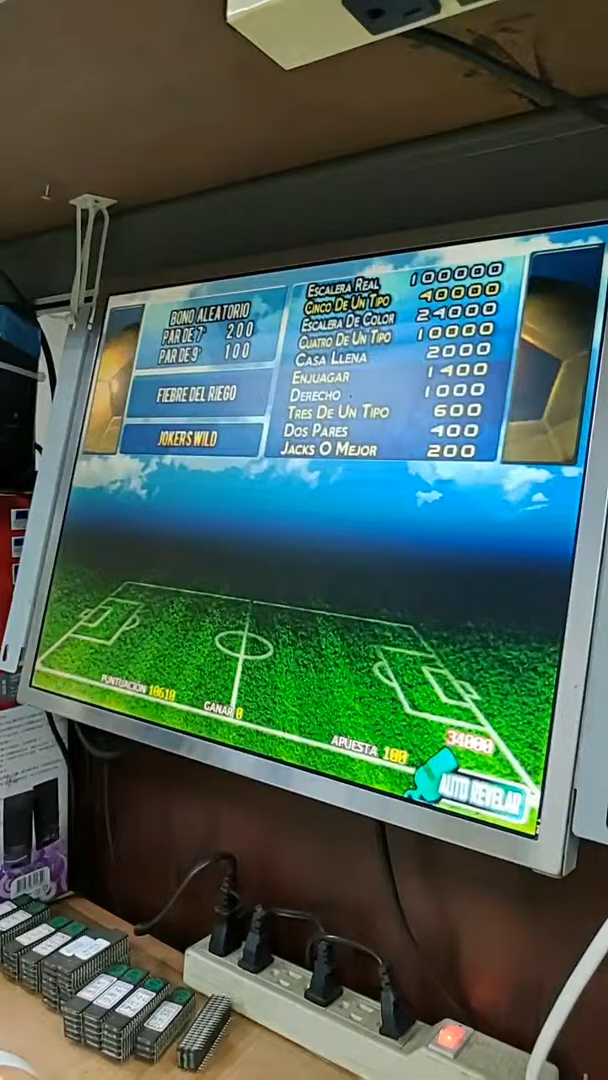 BONO ALEATORIO
PAR DE 7' 200
PAR DE 9' 100
FIEBRE DEL RIEGO
JOKERS WILD
ESCALERA REAL 100000
CINCO DE UN TIPO 40000
ESCALERA DE COLOR 24000
CUATRO DE UN TIPO 10000
CASA LLENA 2000
ENJUAGAR 1400
DERECHO 1000
TRES DE UN TIPO 600
DOS PARES 400
JACKS O MEJOR 200
PUNTUACION 10610
GANAR 0
APUESTA 100
34000
AUTO REVELAR